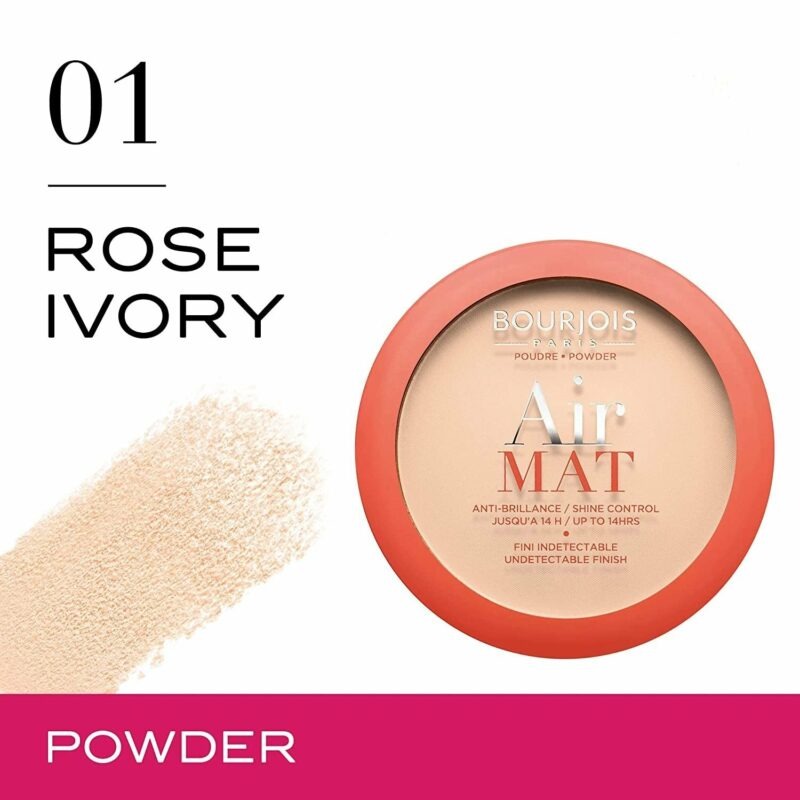 01
ROSE
IVORY
BOURJOIS
PARIS
POUDRE • POWDER
Air
MAT
ANTI-BRILLANCE / SHINE CONTROL
JUSQU'A 14 H / UP TO 14HRS
•
FINI INDETECTABLE
UNDETECTABLE FINISH
POWDER